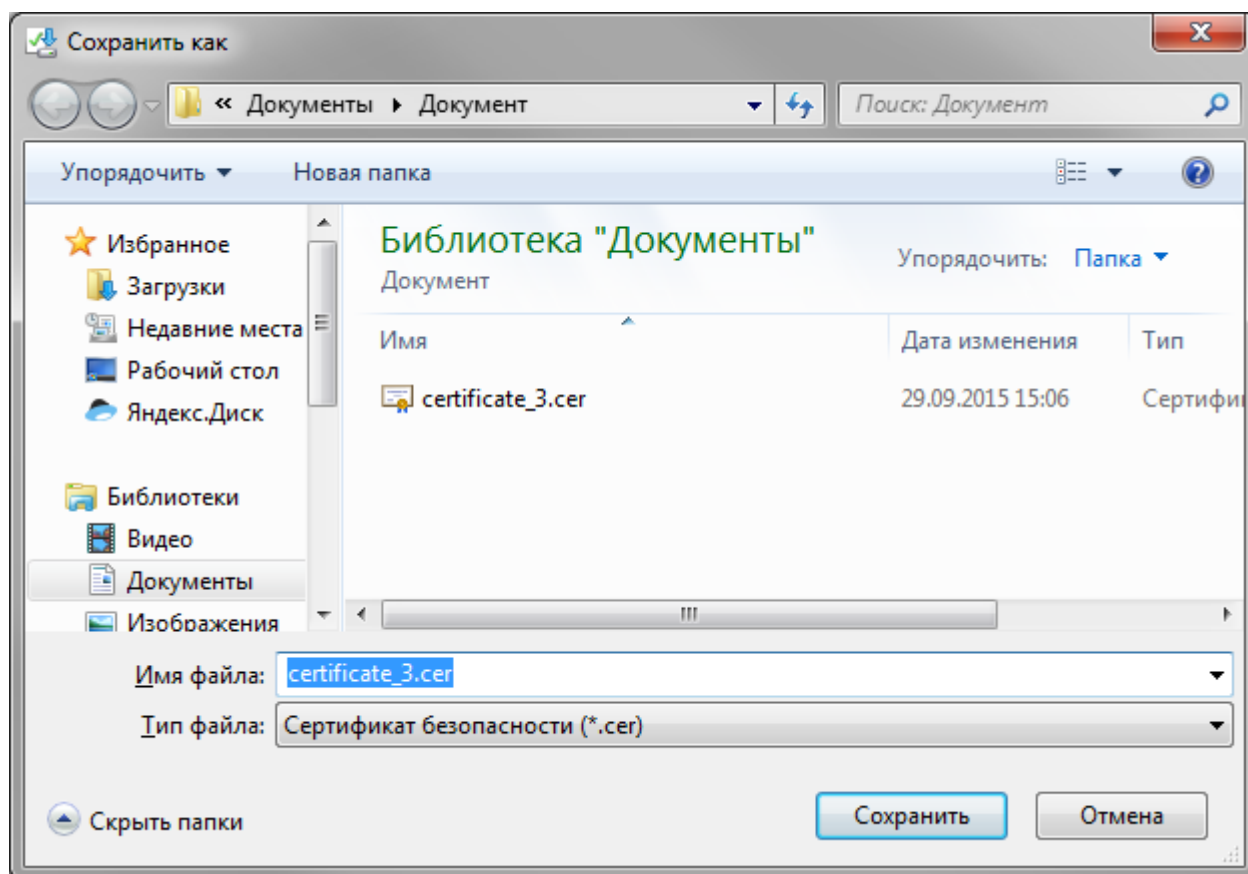 Сохранить как
« Документы Документ
Поиск: Документ
Упорядочить Новая папка
Избранное
Загрузки
Недавние места
Рабочий стол
Яндекс.Диск
Библиотеки
Видео
Документы
Изображения
Библиотека "Документы"
Документ
Упорядочить: Папка
Имя Дата изменения Тип
certificate_3.cer 29.09.2015 15:06 Сертифи
Имя файла: certificate_3.cer
Тип файла: Сертификат безопасности (*.cer)
Скрыть папки Сохранить Отмена